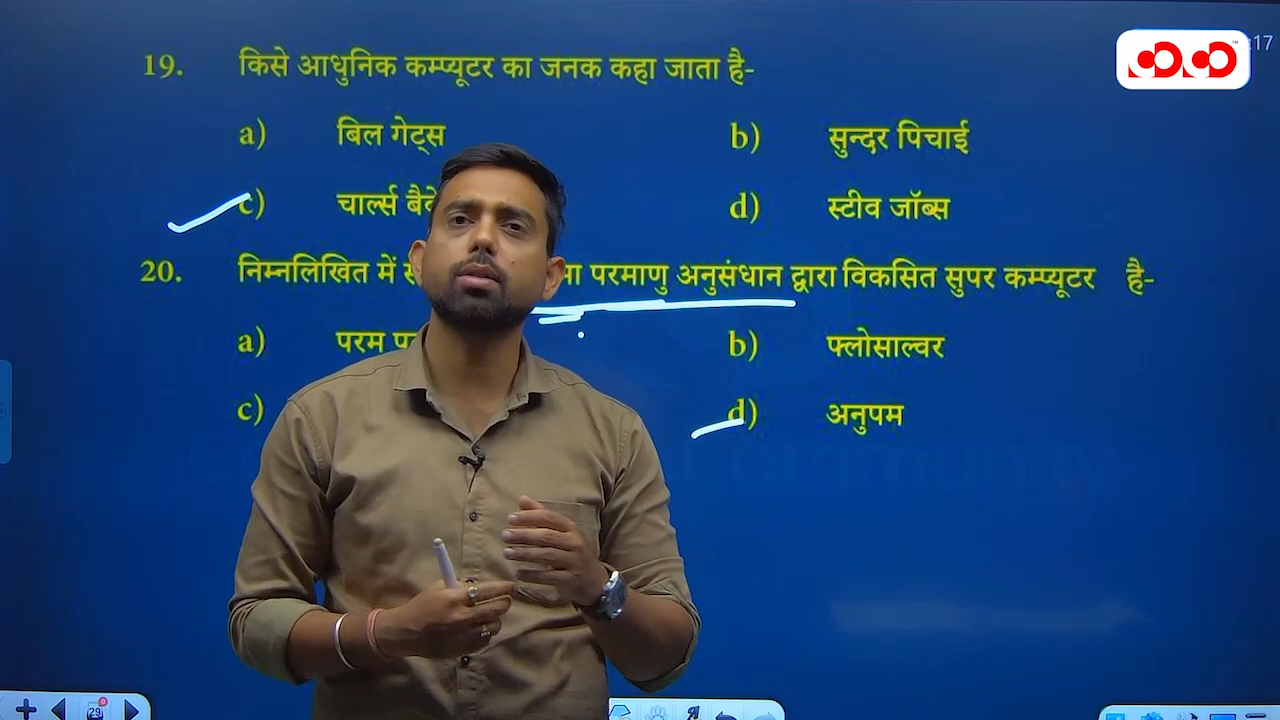 19. किसे आधुनिक कम्प्यूटर का जनक कहा जाता है-
a) बिल गेट्स b) सुन्दर पिचाई
c) चार्ल्स d) स्टीव जॉब्स
20. निम्नलिखित में परमाणु अनुसंधान द्वारा विकसित सुपर कम्प्यूटर है-
a) परम b) फ्लोसाल्वर
c) d) अनुपम